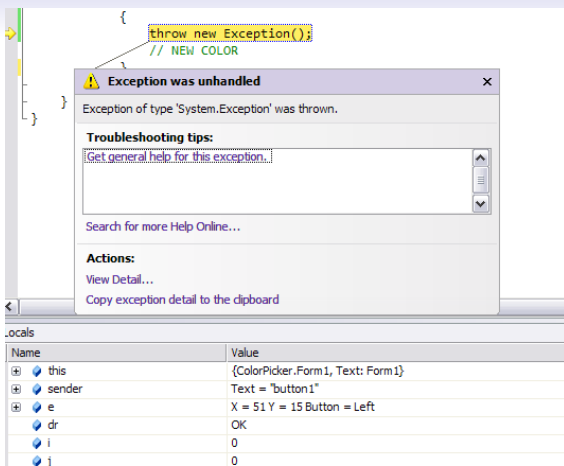 {
throw new Exception();
// NEW COLOR
}
}
}
Exception was unhandled
Exception of type 'System.Exception' was thrown.
Troubleshooting tips:
Get general help for this exception.
Search for more Help Online...
Actions:
View Detail...
Copy exception detail to the clipboard
Locals
Name Value
this {ColorPicker.Form1, Text: Form1}
sender Text = "button1"
e X = 51 Y = 15 Button = Left
dr OK
i 0
j 0